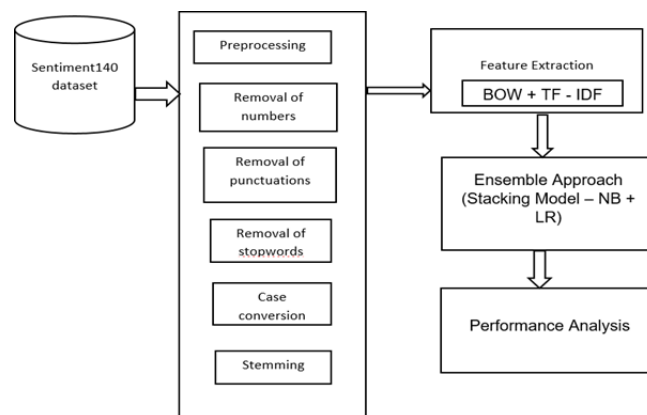 Sentiment140
dataset
Preprocessing
Removal of
numbers
Removal of
punctuations
Removal of
stopwords
Case
conversion
Stemming
Feature Extraction
BOW + TF - IDF
Ensemble Approach
(Stacking Model – NB +
LR)
Performance Analysis